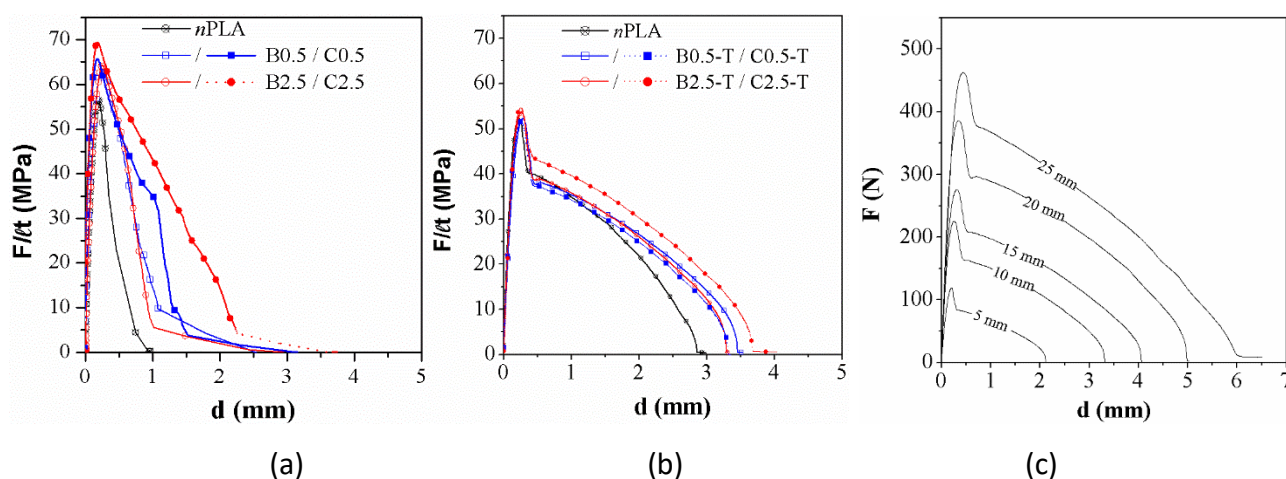 70
60
50
40
30
20
10
0
F/ℓt (MPa)
nPLA
/ B0.5 / C0.5
/ B2.5 / C2.5
0 1 2 3 4 5
d (mm)
(a)
70
60
50
40
30
20
10
0
F/ℓt (MPa)
nPLA
/ B0.5-T / C0.5-T
/ B2.5-T / C2.5-T
0 1 2 3 4 5
d (mm)
(b)
500
400
300
200
100
0
F (N)
25 mm
20 mm
15 mm
10 mm
5 mm
0 1 2 3 4 5 6 7
d (mm)
(c)